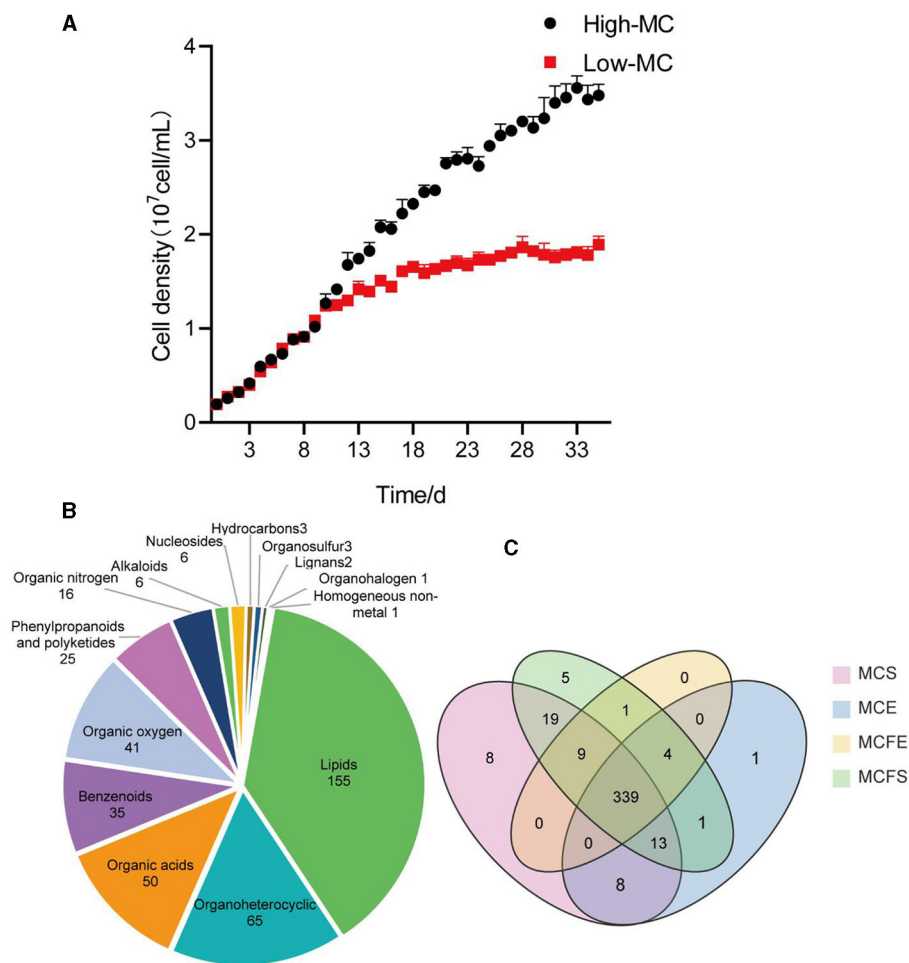 A
High-MC
Low-MC
Cell density (10⁷cell/mL)
4
3
2
1
0
3 8 13 18 23 28 33
Time/d
B
Hydrocarbons3
Nucleosides
6
Organosulfur3
Lignans2
Alkaloids
6
Organohalogen 1
Homogeneous non-
metal 1
Organic nitrogen
16
Phenylpropanoids
and polyketides
25
Organic oxygen
41
Benzenoids
35
Organic acids
50
Organoheterocyclic
65
Lipids
155
C
5
0
19
1
0
8
9
4
1
339
0
0
13
1
8
MCS
MCE
MCFE
MCFS